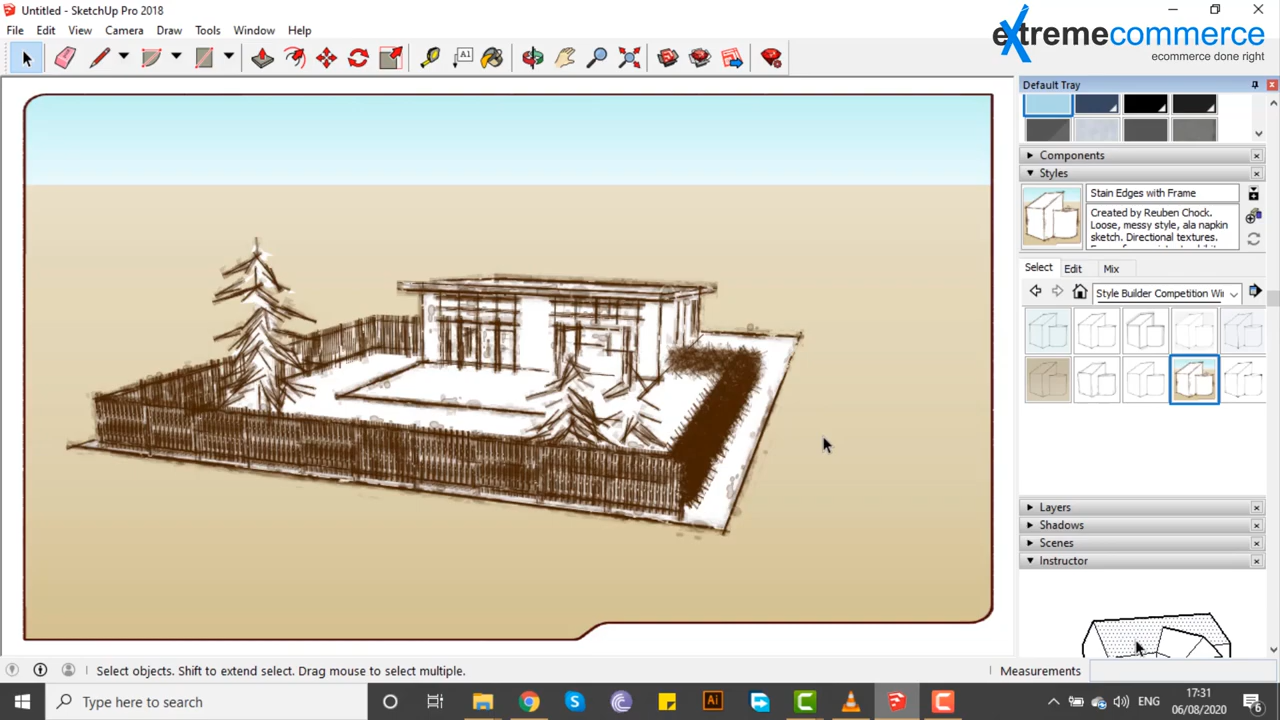 Untitled - SketchUp Pro 2018
extremecommerce
ecommerce done right
File Edit View Camera Draw Tools Window Help
A1
Default Tray
Components
Styles
Stain Edges with Frame
Created by Reuben Chock.
Loose, messy style, ala napkin
sketch. Directional textures.
Select Edit Mix
Style Builder Competition Wi
Layers
Shadows
Scenes
Instructor
Select objects. Shift to extend select. Drag mouse to select multiple.
Measurements
Type here to search
Ai
ENG
17:31
06/08/2020
6